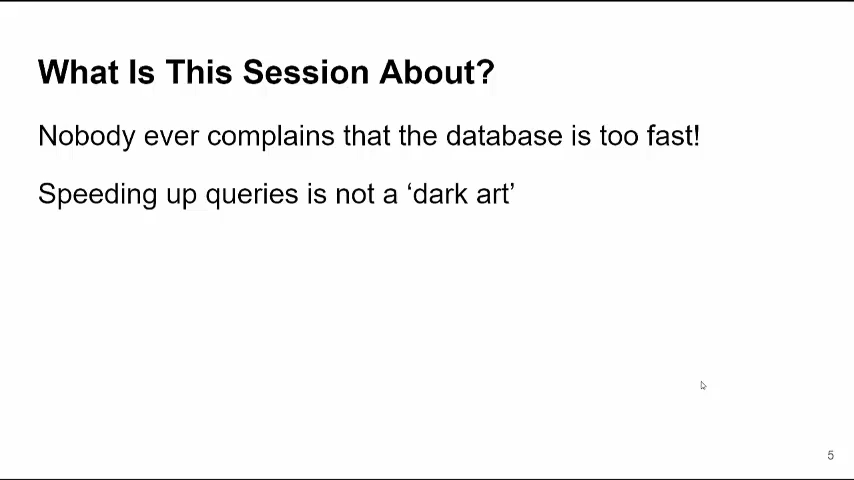 What Is This Session About?
Nobody ever complains that the database is too fast!
Speeding up queries is not a ‘dark art’
5